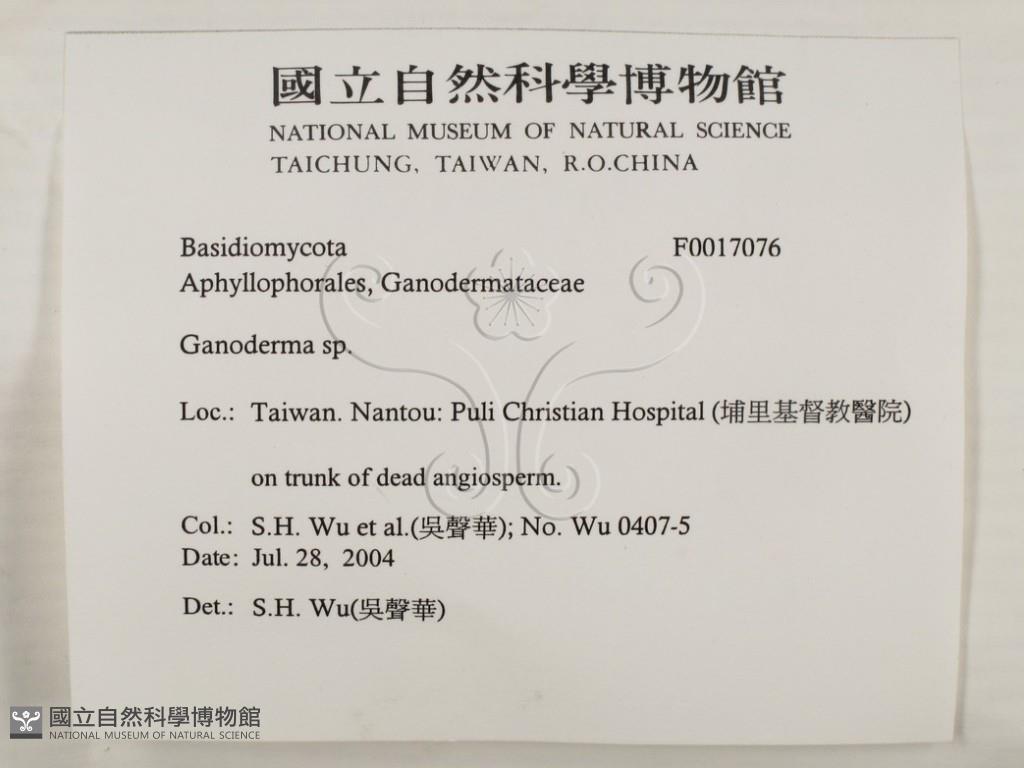 國立自然科學博物館
NATIONAL MUSEUM OF NATURAL SCIENCE
TAICHUNG, TAIWAN, R.O.CHINA
Basidiomycota F0017076
Aphyllophorales, Ganodermataceae
Ganoderma sp.
Loc.: Taiwan. Nantou: Puli Christian Hospital (埔里基督教醫院)
on trunk of dead angiosperm.
Col.: S.H. Wu et al.(吳聲華); No. Wu 0407-5
Date: Jul. 28, 2004
Det.: S.H. Wu(吳聲華)
國立自然科學博物館
NATIONAL MUSEUM OF NATURAL SCIENCE